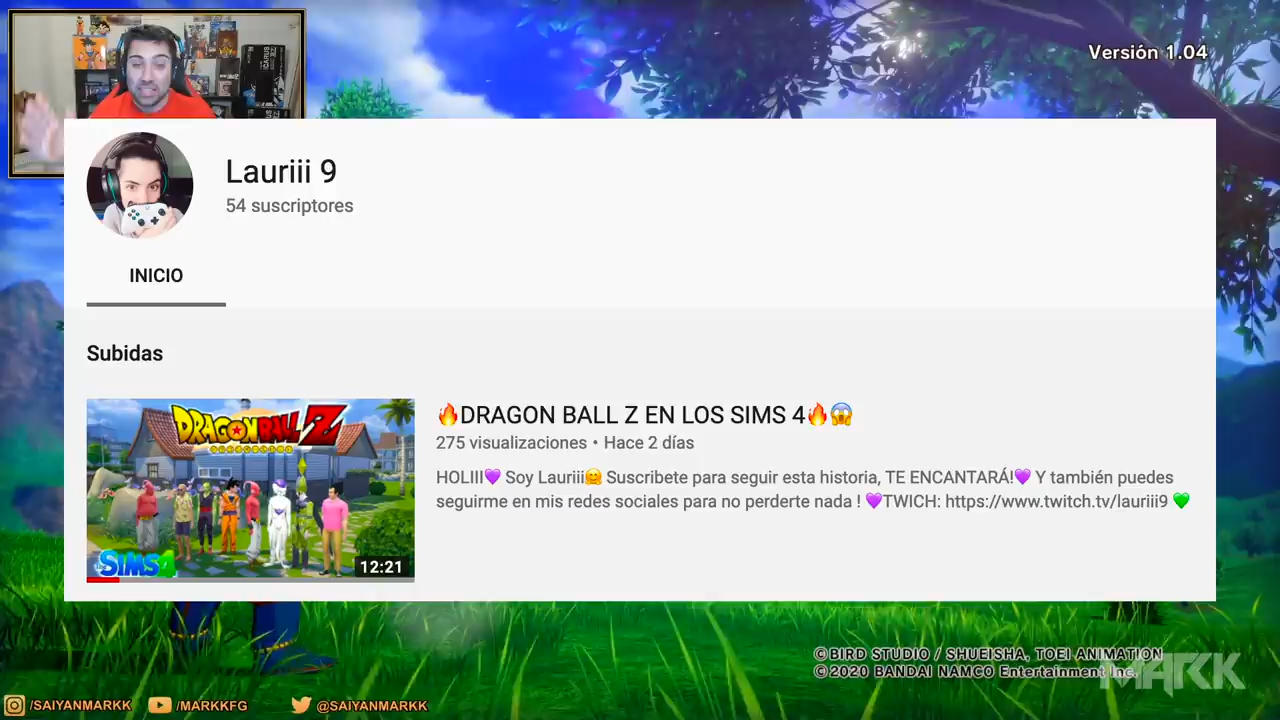 Versión 1.04
Lauriii 9
54 suscriptores
INICIO
Subidas
DRAGON BALL Z
SIMS 4
12:21
🔥DRAGON BALL Z EN LOS SIMS 4🔥😱
275 visualizaciones • Hace 2 días
HOLIII💜 Soy Lauriii🤗 Suscribete para seguir esta historia, TE ENCANTARÁ!💜 Y también puedes
seguirme en mis redes sociales para no perderte nada ! 💜TWICH: https://www.twitch.tv/lauriii9 💚
©BIRD STUDIO / SHUEISHA, TOEI ANIMATION
©2020 BANDAI NAMCO Entertainment Inc.
MARKK
/SAIYANMARKK
/MARKKFG
@SAIYANMARKK